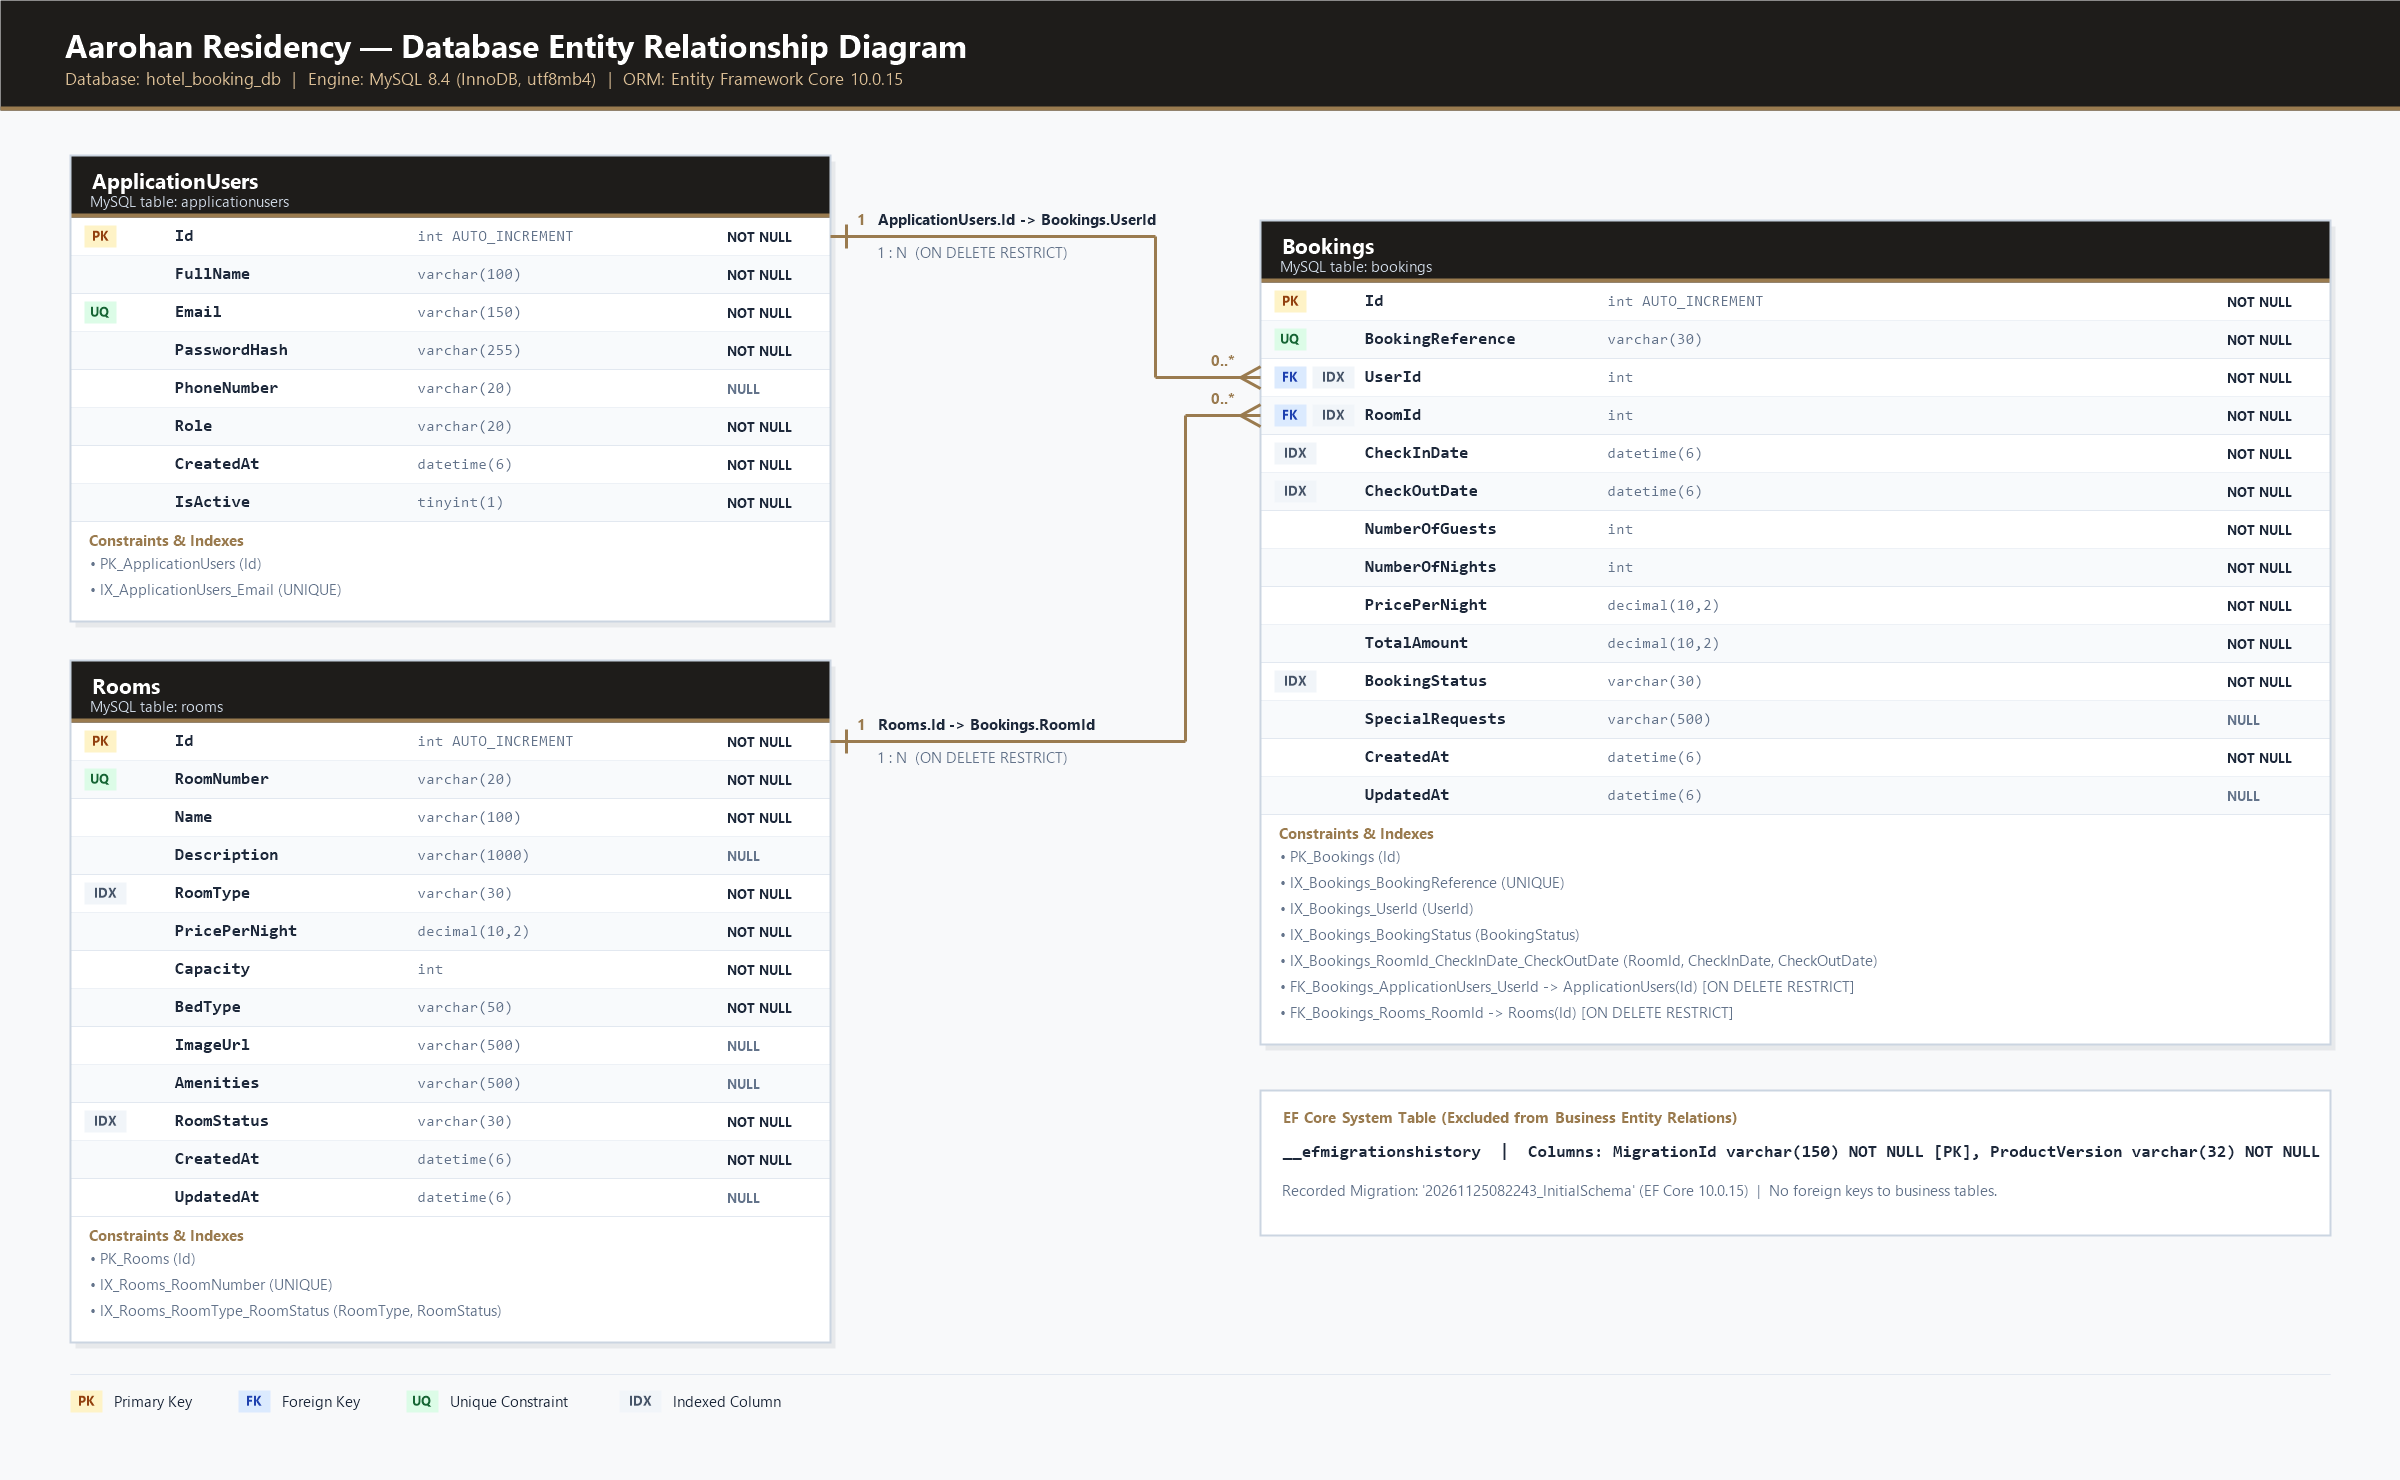 Aarohan Residency — Database Entity Relationship Diagram
Database: hotel_booking_db | Engine: MySQL 8.4 (InnoDB, utf8mb4) | ORM: Entity Framework Core 10.0.15
ApplicationUsers
MySQL table: applicationusers
PK Id int AUTO_INCREMENT NOT NULL
FullName varchar(100) NOT NULL
UQ Email varchar(150) NOT NULL
PasswordHash varchar(255) NOT NULL
PhoneNumber varchar(20) NULL
Role varchar(20) NOT NULL
CreatedAt datetime(6) NOT NULL
IsActive tinyint(1) NOT NULL
Constraints & Indexes
• PK_ApplicationUsers (Id)
• IX_ApplicationUsers_Email (UNIQUE)
1 ApplicationUsers.Id -> Bookings.UserId
1 : N (ON DELETE RESTRICT)
0..*
0..*
Rooms
MySQL table: rooms
PK Id int AUTO_INCREMENT NOT NULL
UQ RoomNumber varchar(20) NOT NULL
Name varchar(100) NOT NULL
Description varchar(1000) NULL
IDX RoomType varchar(30) NOT NULL
PricePerNight decimal(10,2) NOT NULL
Capacity int NOT NULL
BedType varchar(50) NOT NULL
ImageUrl varchar(500) NULL
Amenities varchar(500) NULL
IDX RoomStatus varchar(30) NOT NULL
CreatedAt datetime(6) NOT NULL
UpdatedAt datetime(6) NULL
Constraints & Indexes
• PK_Rooms (Id)
• IX_Rooms_RoomNumber (UNIQUE)
• IX_Rooms_RoomType_RoomStatus (RoomType, RoomStatus)
1 Rooms.Id -> Bookings.RoomId
1 : N (ON DELETE RESTRICT)
Bookings
MySQL table: bookings
PK Id int AUTO_INCREMENT NOT NULL
UQ BookingReference varchar(30) NOT NULL
FK IDX UserId int NOT NULL
FK IDX RoomId int NOT NULL
IDX CheckInDate datetime(6) NOT NULL
IDX CheckOutDate datetime(6) NOT NULL
NumberOfGuests int NOT NULL
NumberOfNights int NOT NULL
PricePerNight decimal(10,2) NOT NULL
TotalAmount decimal(10,2) NOT NULL
IDX BookingStatus varchar(30) NOT NULL
SpecialRequests varchar(500) NULL
CreatedAt datetime(6) NOT NULL
UpdatedAt datetime(6) NULL
Constraints & Indexes
• PK_Bookings (Id)
• IX_Bookings_BookingReference (UNIQUE)
• IX_Bookings_UserId (UserId)
• IX_Bookings_BookingStatus (BookingStatus)
• IX_Bookings_RoomId_CheckInDate_CheckOutDate (RoomId, CheckInDate, CheckOutDate)
• FK_Bookings_ApplicationUsers_UserId -> ApplicationUsers(Id) [ON DELETE RESTRICT]
• FK_Bookings_Rooms_RoomId -> Rooms(Id) [ON DELETE RESTRICT]
EF Core System Table (Excluded from Business Entity Relations)
__efmigrationshistory | Columns: MigrationId varchar(150) NOT NULL [PK], ProductVersion varchar(32) NOT NULL
Recorded Migration: '20261125082243_InitialSchema' (EF Core 10.0.15) | No foreign keys to business tables.
PK Primary Key FK Foreign Key UQ Unique Constraint IDX Indexed Column